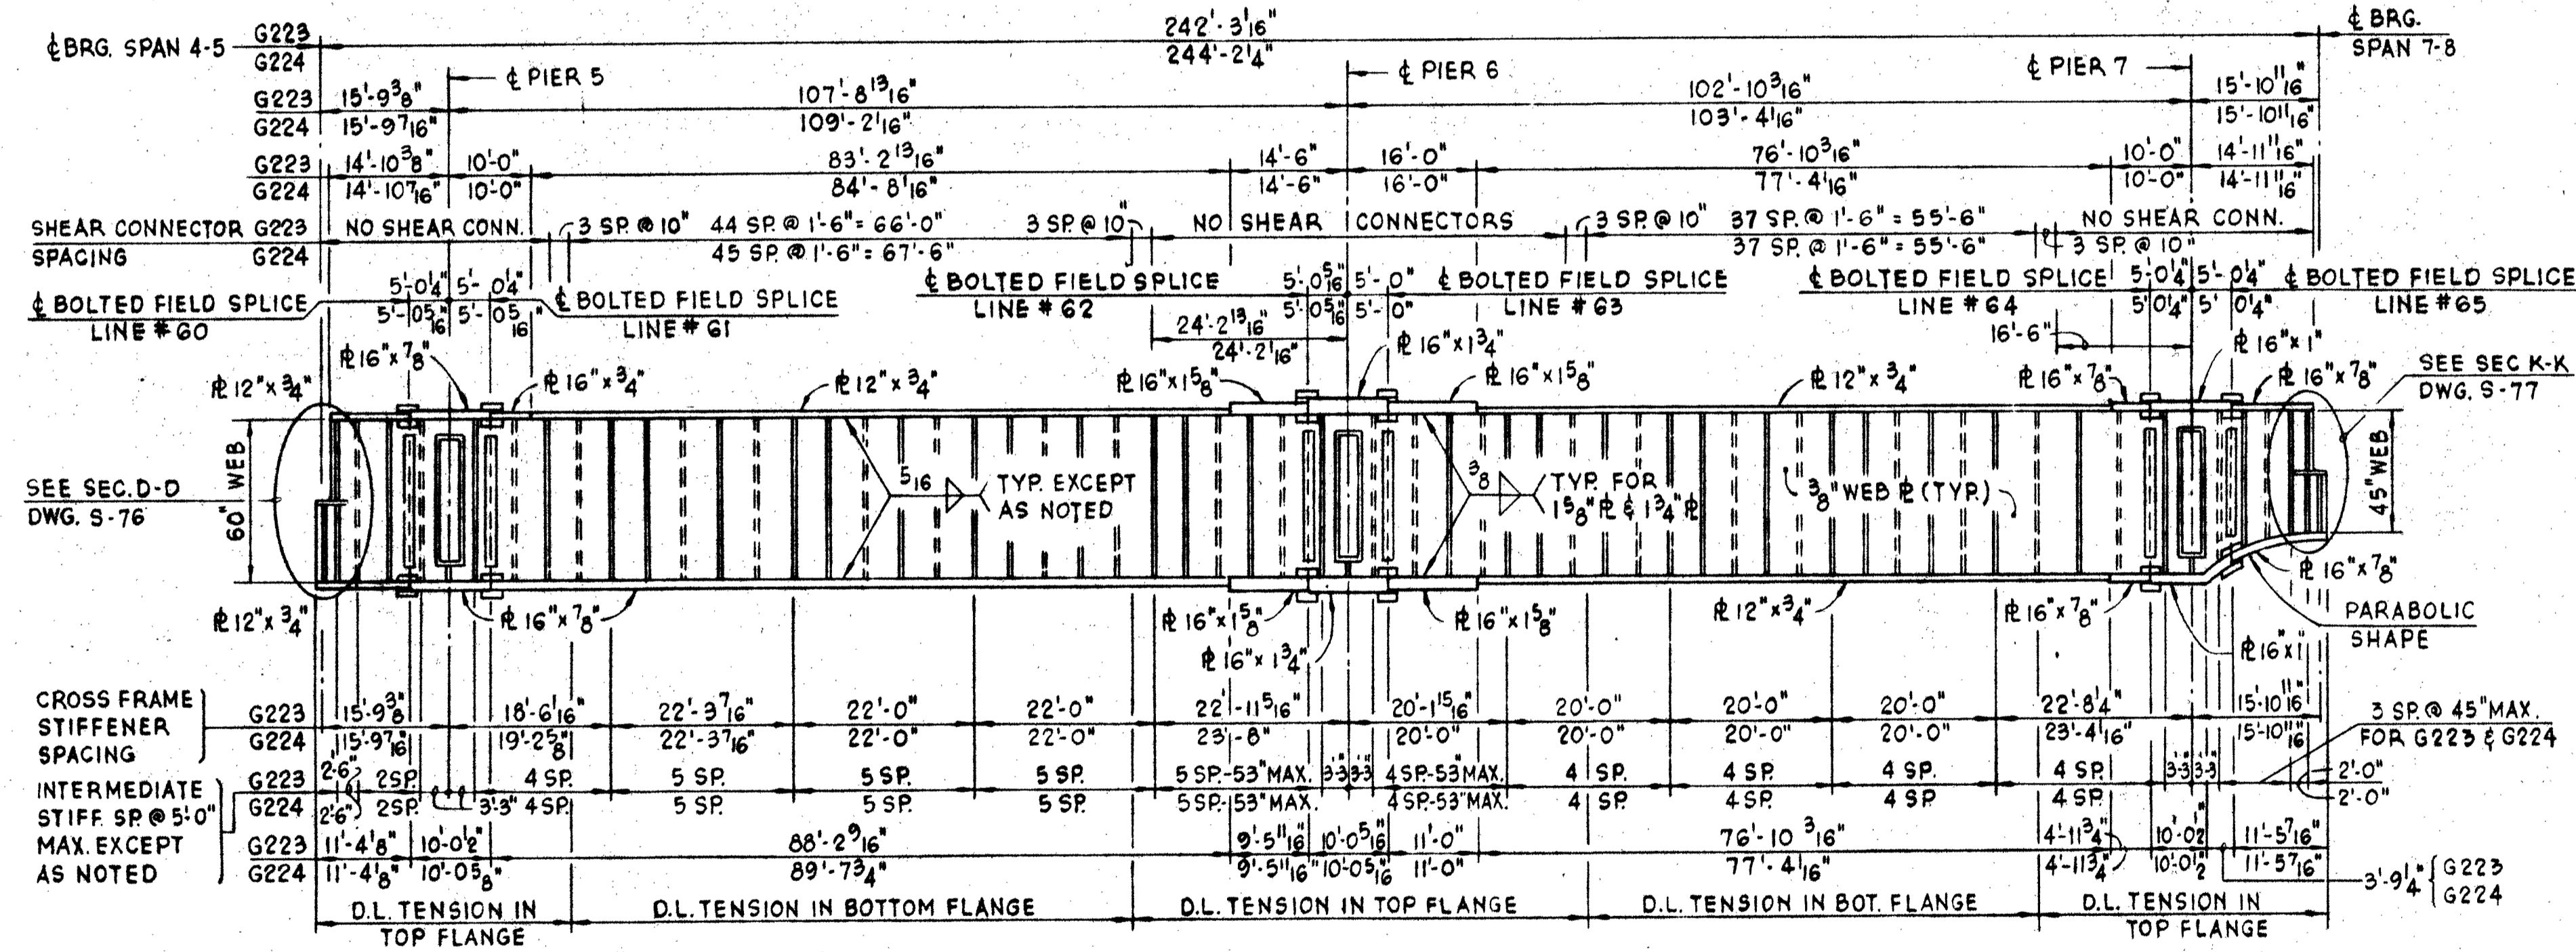 242'-3 1/16"
244'-2 1/4"
℄ BRG. SPAN 4-5
G223
G224
℄ BRG.
SPAN 7-8
℄ PIER 5
℄ PIER 6
℄ PIER 7
G223 15'-9 3/8" 107'-8 13/16" 102'-10 3/16" 15'-10 11/16"
G224 15'-9 7/16" 109'-2 1/16" 103'-4 1/16" 15'-10 11/16"
G223 14'-10 3/8" 10'-0" 83'-2 13/16" 14'-6" 16'-0" 76'-10 3/16" 10'-0" 14'-11 11/16"
G224 14'-10 7/16" 10'-0" 84'-8 1/16" 14'-6" 16'-0" 77'-4 1/16" 10'-0" 14'-11 11/16"
SHEAR CONNECTOR G223 NO SHEAR CONN. 3 SP. @ 10" 44 SP. @ 1'-6" = 66'-0" 3 SP. @ 10" NO SHEAR CONNECTORS 3 SP. @ 10" 37 SP. @ 1'-6" = 55'-6" NO SHEAR CONN.
SPACING G224 45 SP. @ 1'-6" = 67'-6" 37 SP. @ 1'-6" = 55'-6" 3 SP. @ 10"
℄ BOLTED FIELD SPLICE
LINE # 60
5'-0 1/4" 5'-0 1/4"
5'-0 5/16" 5'-0 5/16"
℄ BOLTED FIELD SPLICE
LINE # 61
℄ BOLTED FIELD SPLICE
LINE # 62
5'-0 5/16" 5'-0"
5'-0 5/16" 5'-0"
℄ BOLTED FIELD SPLICE
LINE # 63
℄ BOLTED FIELD SPLICE
LINE # 64
5'-0 1/4" 5'-0 1/4"
5'0 1/4" 5' 0 1/4"
℄ BOLTED FIELD SPLICE
LINE # 65
24'-2 13/16"
24'-2 1/16"
16'-6"
℄ 12" x 3/4"
℄ 16" x 7/8"
℄ 16" x 3/4"
℄ 12" x 3/4"
℄ 16" x 1 5/8"
℄ 16" x 1 3/4"
℄ 16" x 1 5/8"
℄ 12" x 3/4"
℄ 16" x 7/8"
℄ 16" x 1"
℄ 16" x 7/8"
SEE SEC K-K
DWG. S-77
SEE SEC. D-D
DWG. S-76
60" WEB
5/16
TYP. EXCEPT
AS NOTED
3/8
TYP. FOR
1 5/8" ℄ & 1 3/4" ℄
3/8" WEB ℄ (TYP.)
45" WEB
℄ 12" x 3/4"
℄ 16" x 7/8"
℄ 16" x 1 5/8"
℄ 16" x 1 3/4"
℄ 16" x 1 5/8"
℄ 12" x 3/4"
℄ 16" x 7/8"
℄ 16 x 1"
℄ 16" x 7/8"
PARABOLIC
SHAPE
CROSS FRAME
STIFFENER
SPACING
G223 15'-9 3/8" 18'-6 1/16" 22'-3 7/16" 22'-0" 22'-0" 22'-11 5/16" 20'-1 15/16" 20'-0" 20'-0" 20'-0" 22'-8 1/4" 15'-10 11/16"
G224 15'-9 7/16" 19'-2 5/8" 22'-3 7/16" 22'-0" 22'-0" 23'-8" 20'-0" 20'-0" 20'-0" 20'-0" 23'-4 1/16" 15'-10 11/16"
3 SP. @ 45" MAX.
FOR G223 & G224
INTERMEDIATE
STIFF. SP. @ 5'-0"
MAX. EXCEPT
AS NOTED
G223 2'-6" 2 SP. 4 SP. 5 SP. 5 SP. 5 SP. 5 SP.-53" MAX. 3'-3" 3'-3" 4 SP.-53" MAX. 4 SP. 4 SP. 4 SP. 4 SP. 3'-3" 3'-3" 2'-0"
G224 2'-6" 2 SP. 3'-3" 4 SP. 5 SP. 5 SP. 5 SP. 5 SP.-53" MAX. 4 SP.-53" MAX. 4 SP. 4 SP. 4 SP. 4 SP. 2'-0"
G223 11'-4 1/8" 10'-0 1/2" 88'-2 9/16" 9'-5 11/16" 10'-0 5/16" 11'-0" 76'-10 3/16" 4'-11 3/4" 10'-0 1/2" 11'-5 7/16"
G224 11'-4 1/8" 10'-0 5/8" 89'-7 3/4" 9'-5 11/16" 10'-0 5/16" 11'-0" 77'-4 1/16" 4'-11 3/4" 10'-0 1/2" 11'-5 7/16"
3'-9 1/4" G223
G224
D.L. TENSION IN
TOP FLANGE
D.L. TENSION IN BOTTOM FLANGE
D.L. TENSION IN TOP FLANGE
D.L. TENSION IN BOT. FLANGE
D.L. TENSION IN
TOP FLANGE